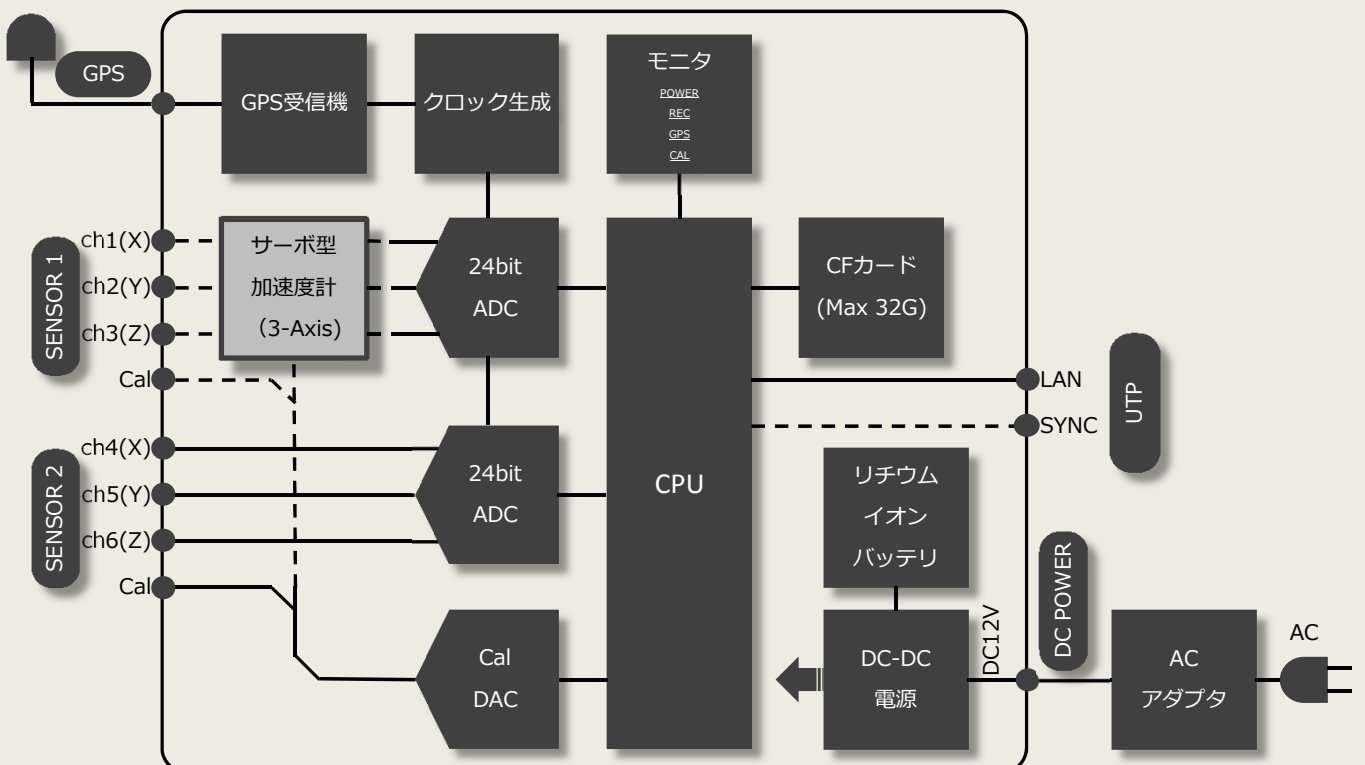 GPS
GPS受信機
クロック生成
モニタ
POWER
REC
GPS
CAL
SENSOR 1
ch1(X)
ch2(Y)
ch3(Z)
Cal
サーボ型
加速度計
（3-Axis)
24bit
ADC
CFカード
(Max 32G)
LAN
SYNC
UTP
SENSOR 2
ch4(X)
ch5(Y)
ch6(Z)
Cal
24bit
ADC
CPU
リチウム
イオン
バッテリ
Cal
DAC
DC-DC
電源
DC12V
DC POWER
AC
アダプタ
AC